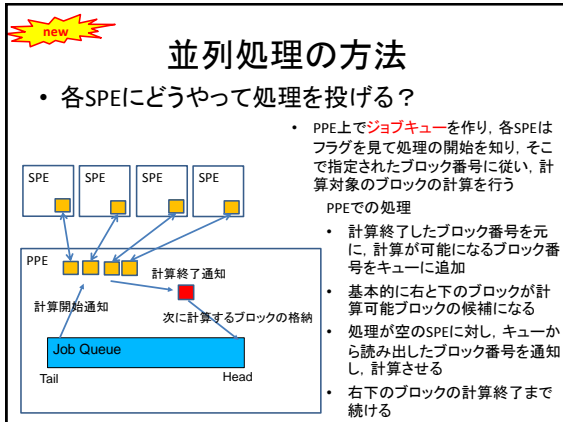 new
並列処理の方法
• 各SPEにどうやって処理を投げる？
• PPE上でジョブキューを作り，各SPEは
フラグを見て処理の開始を知り，そこ
で指定されたブロック番号に従い，計
算対象のブロックの計算を行う
PPEでの処理
• 計算終了したブロック番号を元
に，計算が可能になるブロック番
号をキューに追加
• 基本的に右と下のブロックが計
算可能ブロックの候補になる
• 処理が空のSPEに対し，キューか
ら読み出したブロック番号を通知
し，計算させる
• 右下のブロックの計算終了まで
続ける
SPE
SPE
SPE
SPE
PPE
計算終了通知
計算開始通知
次に計算するブロックの格納
Job Queue
Tail
Head